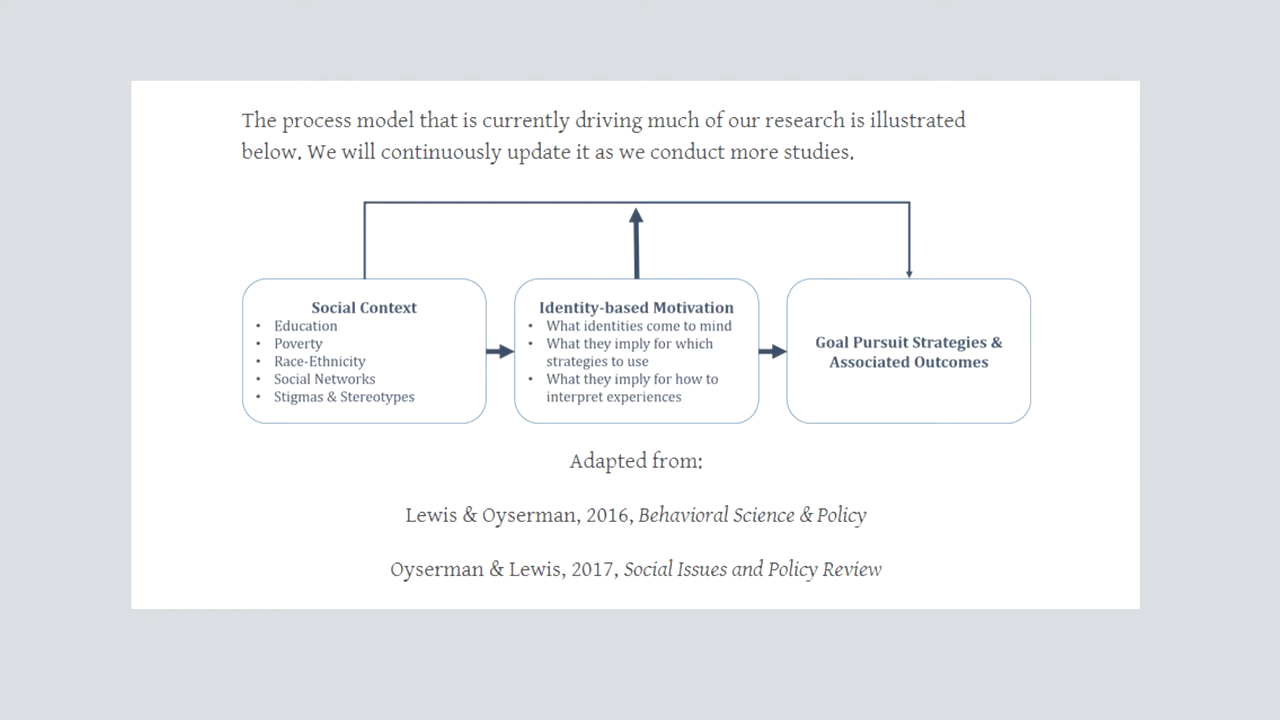 The process model that is currently driving much of our research is illustrated
below. We will continuously update it as we conduct more studies.
Social Context
• Education
• Poverty
• Race-Ethnicity
• Social Networks
• Stigmas & Stereotypes
Identity-based Motivation
• What identities come to mind
• What they imply for which
strategies to use
• What they imply for how to
interpret experiences
Goal Pursuit Strategies &
Associated Outcomes
Adapted from:
Lewis & Oyserman, 2016, Behavioral Science & Policy
Oyserman & Lewis, 2017, Social Issues and Policy Review